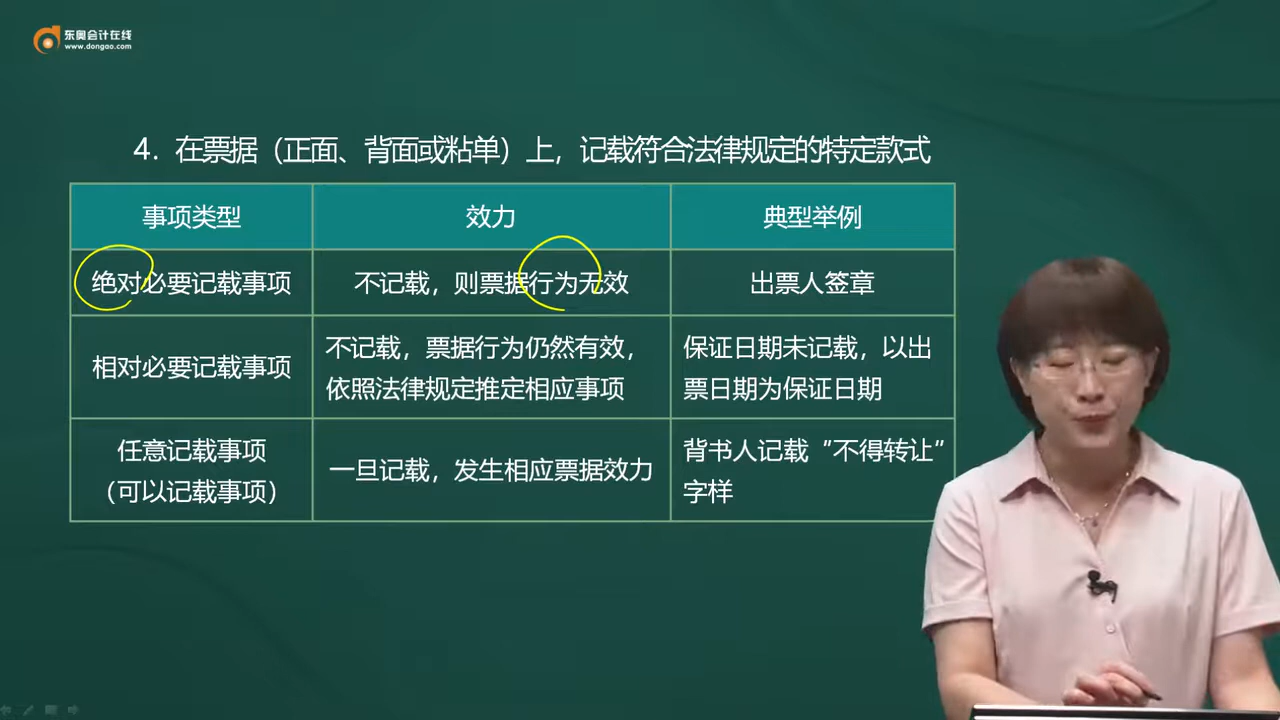 东奥会计在线
www.dongao.com
4. 在票据（正面、背面或粘单）上，记载符合法律规定的特定款式
事项类型
效力
典型举例
绝对必要记载事项
不记载，则票据行为无效
出票人签章
相对必要记载事项
不记载，票据行为仍然有效，
依照法律规定推定相应事项
保证日期未记载，以出
票日期为保证日期
任意记载事项
（可以记载事项）
一旦记载，发生相应票据效力
背书人记载“不得转让”
字样